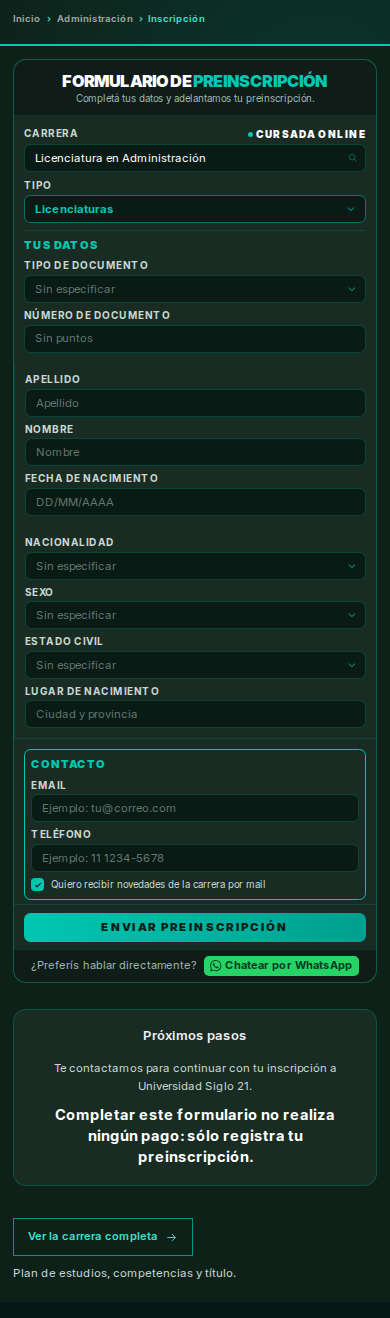 Inicio › Administración › Inscripción
FORMULARIO DE PREINSCRIPCIÓN
Completá tus datos y adelantamos tu preinscripción.
CARRERA
CURSADA ONLINE
Licenciatura en Administración
TIPO
Licenciaturas
TUS DATOS
TIPO DE DOCUMENTO
Sin especificar
NÚMERO DE DOCUMENTO
Sin puntos
APELLIDO
Apellido
NOMBRE
Nombre
FECHA DE NACIMIENTO
DD/MM/AAAA
NACIONALIDAD
Sin especificar
SEXO
Sin especificar
ESTADO CIVIL
Sin especificar
LUGAR DE NACIMIENTO
Ciudad y provincia
CONTACTO
EMAIL
Ejemplo: tu@correo.com
TELÉFONO
Ejemplo: 11 1234-5678
Quiero recibir novedades de la carrera por mail
ENVIAR PREINSCRIPCIÓN
¿Preferís hablar directamente? Chatear por WhatsApp
Próximos pasos
Te contactamos para continuar con tu inscripción a
Universidad Siglo 21.
Completar este formulario no realiza
ningún pago: sólo registra tu
preinscripción.
Ver la carrera completa →
Plan de estudios, competencias y título.